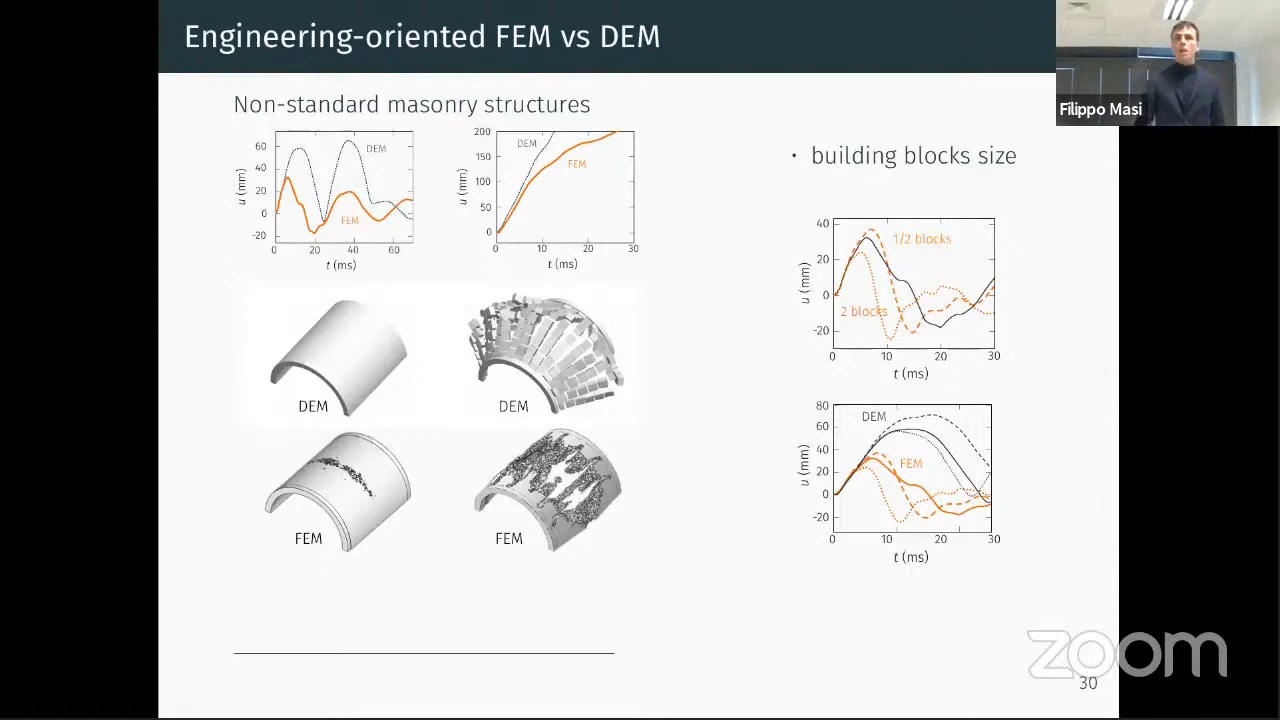 Engineering-oriented FEM vs DEM
Filippo Masi
Non-standard masonry structures
60
40
20
0
-20
u (mm)
DEM
FEM
0 20 40 60
t (ms)
200
150
100
50
0
u (mm)
DEM
FEM
0 10 20 30
t (ms)
DEM
DEM
FEM
FEM
• building blocks size
40
20
0
-20
u (mm)
1/2 blocks
2 blocks
0 10 20 30
t (ms)
80
60
40
20
0
-20
u (mm)
DEM
FEM
0 10 20 30
t (ms)
zoom
30